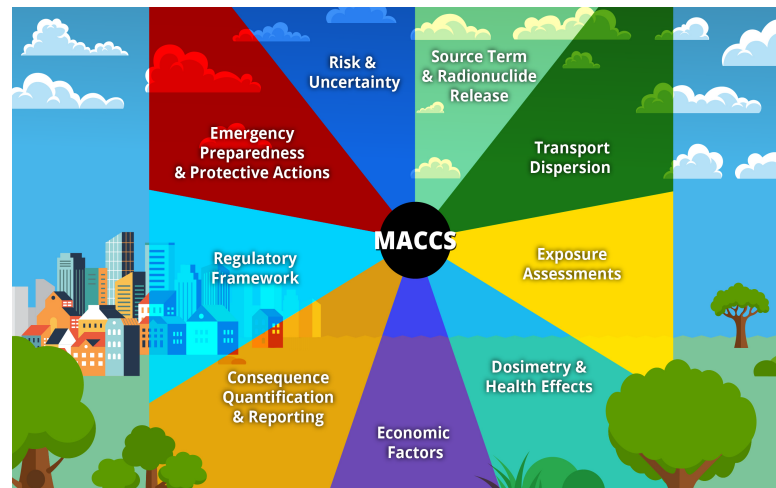 Risk &
Uncertainty
Source Term
& Radionuclide
Release
Emergency
Preparedness
& Protective Actions
Transport
Dispersion
MACCS
Regulatory
Framework
Exposure
Assessments
Consequence
Quantification
& Reporting
Dosimetry &
Health Effects
Economic
Factors